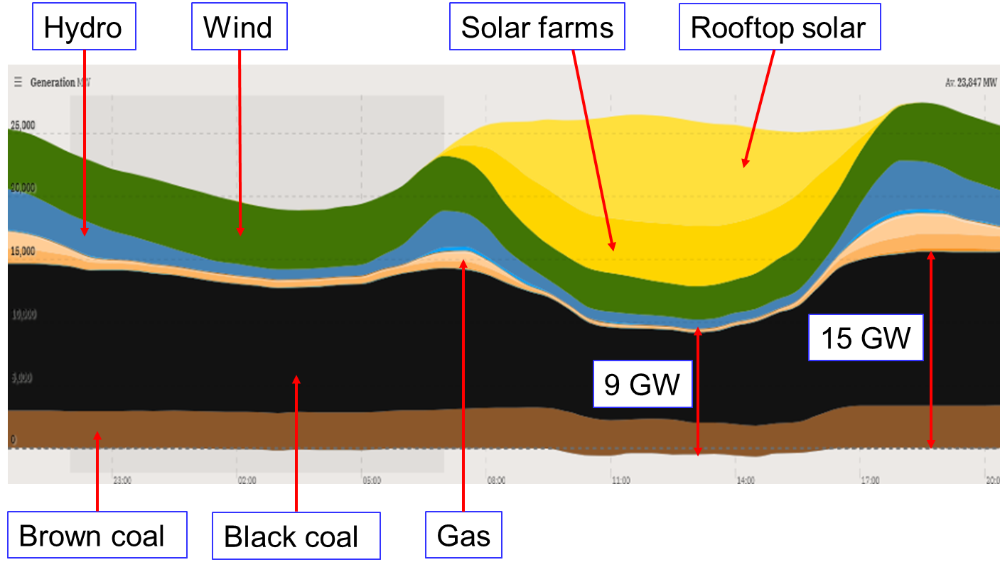 Hydro
Wind
Solar farms
Rooftop solar
☰ Generation MW
Av. 23,847 MW
25,000
20,000
15,000
10,000
5,000
0
15 GW
9 GW
23:00
02:00
05:00
08:00
11:00
14:00
17:00
20:0
Brown coal
Black coal
Gas